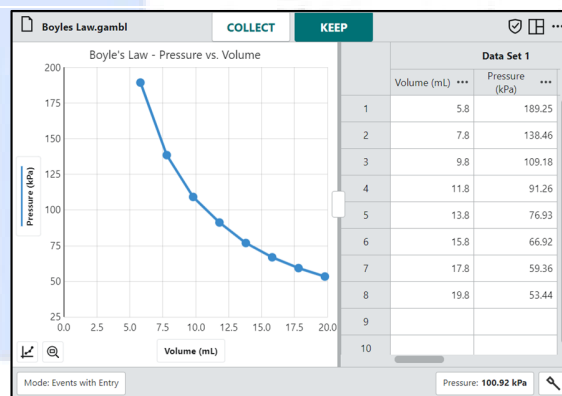 Boyles Law.gambl
COLLECT
KEEP
Boyle's Law - Pressure vs. Volume
200
175
150
125
100
75
50
25
Pressure (kPa)
0.0 2.5 5.0 7.5 10.0 12.5 15.0 17.5 20.0
Volume (mL)
Data Set 1
Volume (mL) Pressure (kPa)
1 5.8 189.25
2 7.8 138.46
3 9.8 109.18
4 11.8 91.26
5 13.8 76.93
6 15.8 66.92
7 17.8 59.36
8 19.8 53.44
9
10
Mode: Events with Entry
Pressure: 100.92 kPa